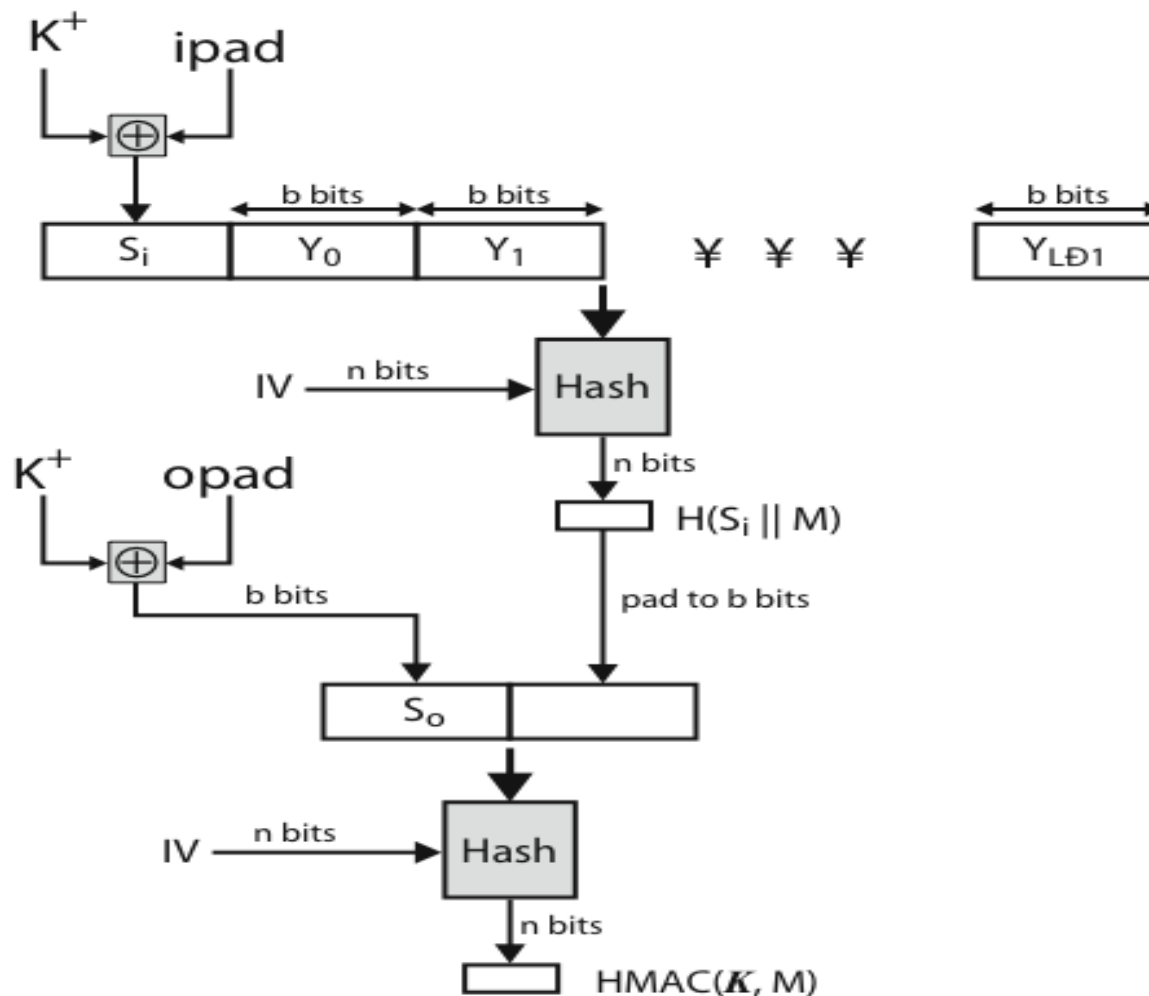 K+ ipad
⊕
b bits b bits b bits
Si Y0 Y1 ¥ ¥ ¥ YLÐ1
IV n bits Hash
n bits
K+ opad
H(Si || M)
⊕
b bits pad to b bits
So
IV n bits Hash
n bits
HMAC(K, M)